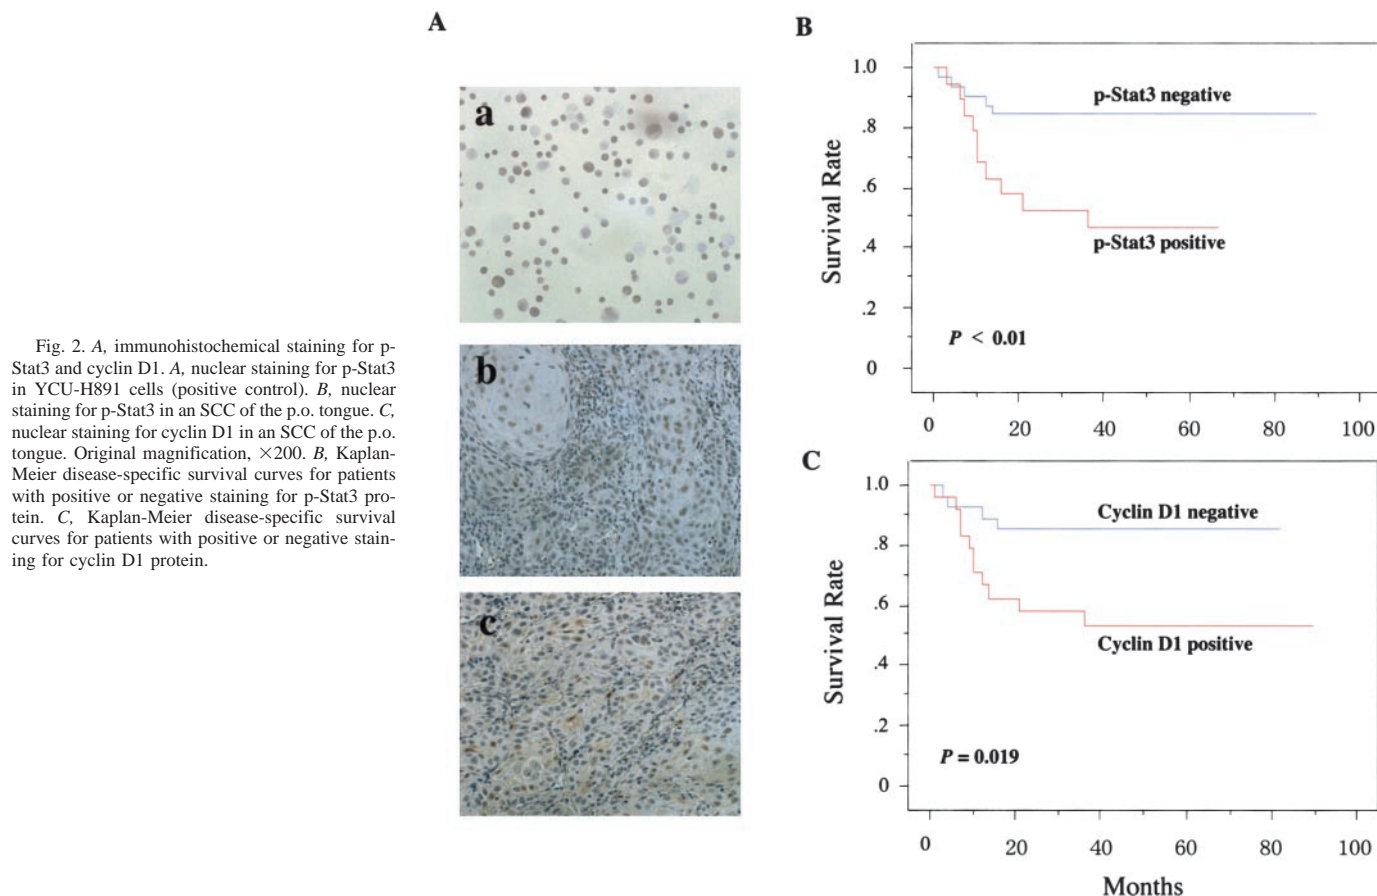 Fig. 2. A, immunohistochemical staining for p-
Stat3 and cyclin D1. A, nuclear staining for p-Stat3
in YCU-H891 cells (positive control). B, nuclear
staining for p-Stat3 in an SCC of the p.o. tongue. C,
nuclear staining for cyclin D1 in an SCC of the p.o.
tongue. Original magnification, ×200. B, Kaplan-
Meier disease-specific survival curves for patients
with positive or negative staining for p-Stat3 pro-
tein. C, Kaplan-Meier disease-specific survival
curves for patients with positive or negative stain-
ing for cyclin D1 protein.
A
a
b
c
B
Survival Rate
1.0
.8
.6
.4
.2
0
p-Stat3 negative
p-Stat3 positive
P < 0.01
0 20 40 60 80 100
C
Survival Rate
1.0
.8
.6
.4
.2
0
Cyclin D1 negative
Cyclin D1 positive
P = 0.019
0 20 40 60 80 100
Months